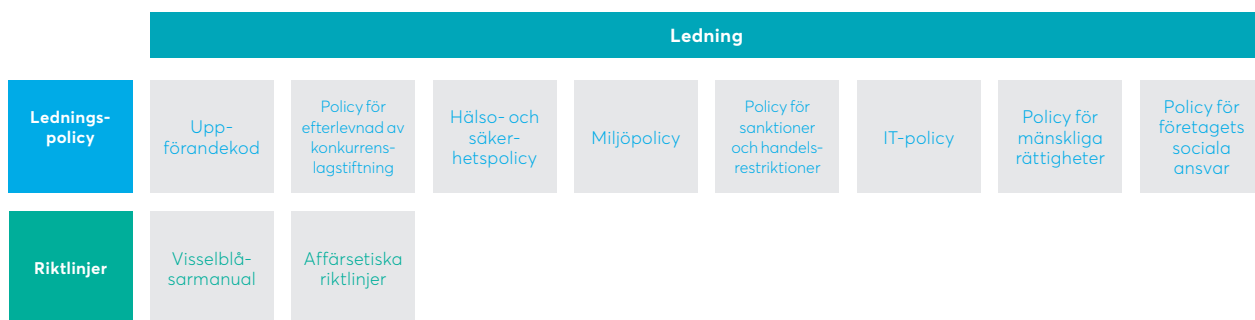 Ledning
Lednings-
policy
Upp-
förandekod
Policy för
efterlevnad av
konkurrens-
lagstiftning
Hälso- och
säker-
hetspolicy
Miljöpolicy
Policy för
sanktioner
och handels-
restriktioner
IT-policy
Policy för
mänskliga
rättigheter
Policy för
företagets
sociala
ansvar
Riktlinjer
Visselblå-
sarmanual
Affärsetiska
riktlinjer